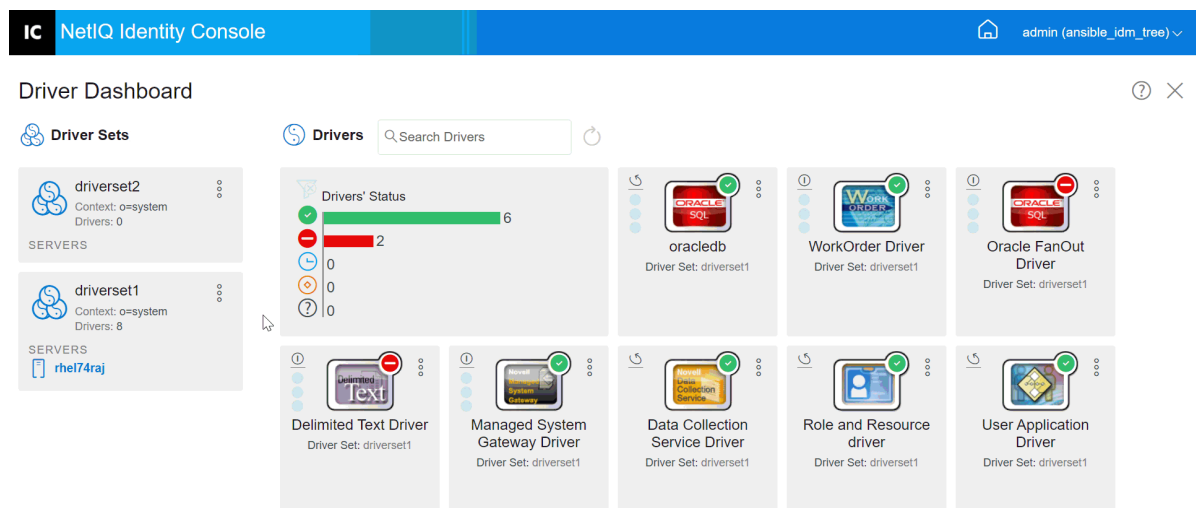 IC NetIQ Identity Console
admin (ansible_idm_tree)
Driver Dashboard
?
Driver Sets
Drivers
Search Drivers
driverset2
Context: o=system
Drivers: 0
SERVERS
driverset1
Context: o=system
Drivers: 8
SERVERS
rhel74raj
Drivers' Status
6
2
0
0
? 0
ORACLE
SQL
oracledb
Driver Set: driverset1
WORK
ORDER
WorkOrder Driver
Driver Set: driverset1
ORACLE
SQL
Oracle FanOut
Driver
Driver Set: driverset1
Delimited
Text
Delimited Text Driver
Driver Set: driverset1
Novell
Managed
System
Gateway
Managed System
Gateway Driver
Driver Set: driverset1
Novell
Data
Collection
Service
Data Collection
Service Driver
Driver Set: driverset1
Role and Resource
driver
Driver Set: driverset1
User Application
Driver
Driver Set: driverset1